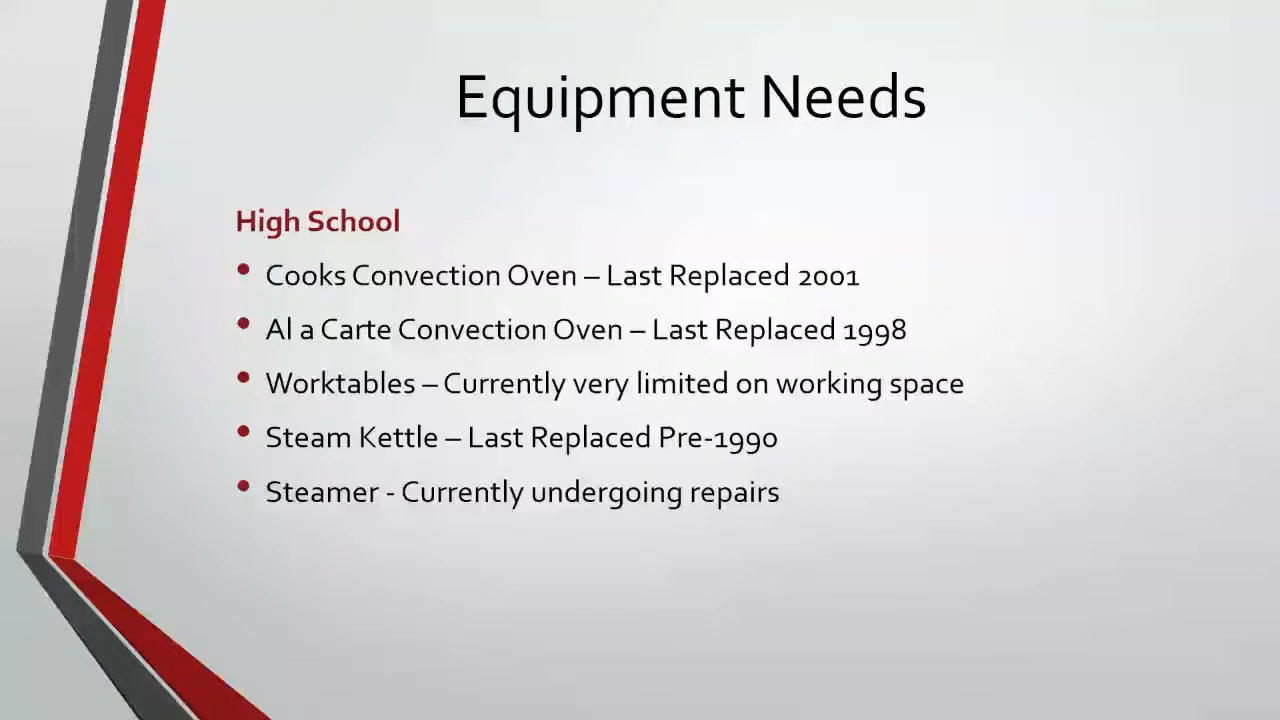 Equipment Needs
High School
• Cooks Convection Oven – Last Replaced 2001
• Al a Carte Convection Oven – Last Replaced 1998
• Worktables – Currently very limited on working space
• Steam Kettle – Last Replaced Pre-1990
• Steamer - Currently undergoing repairs